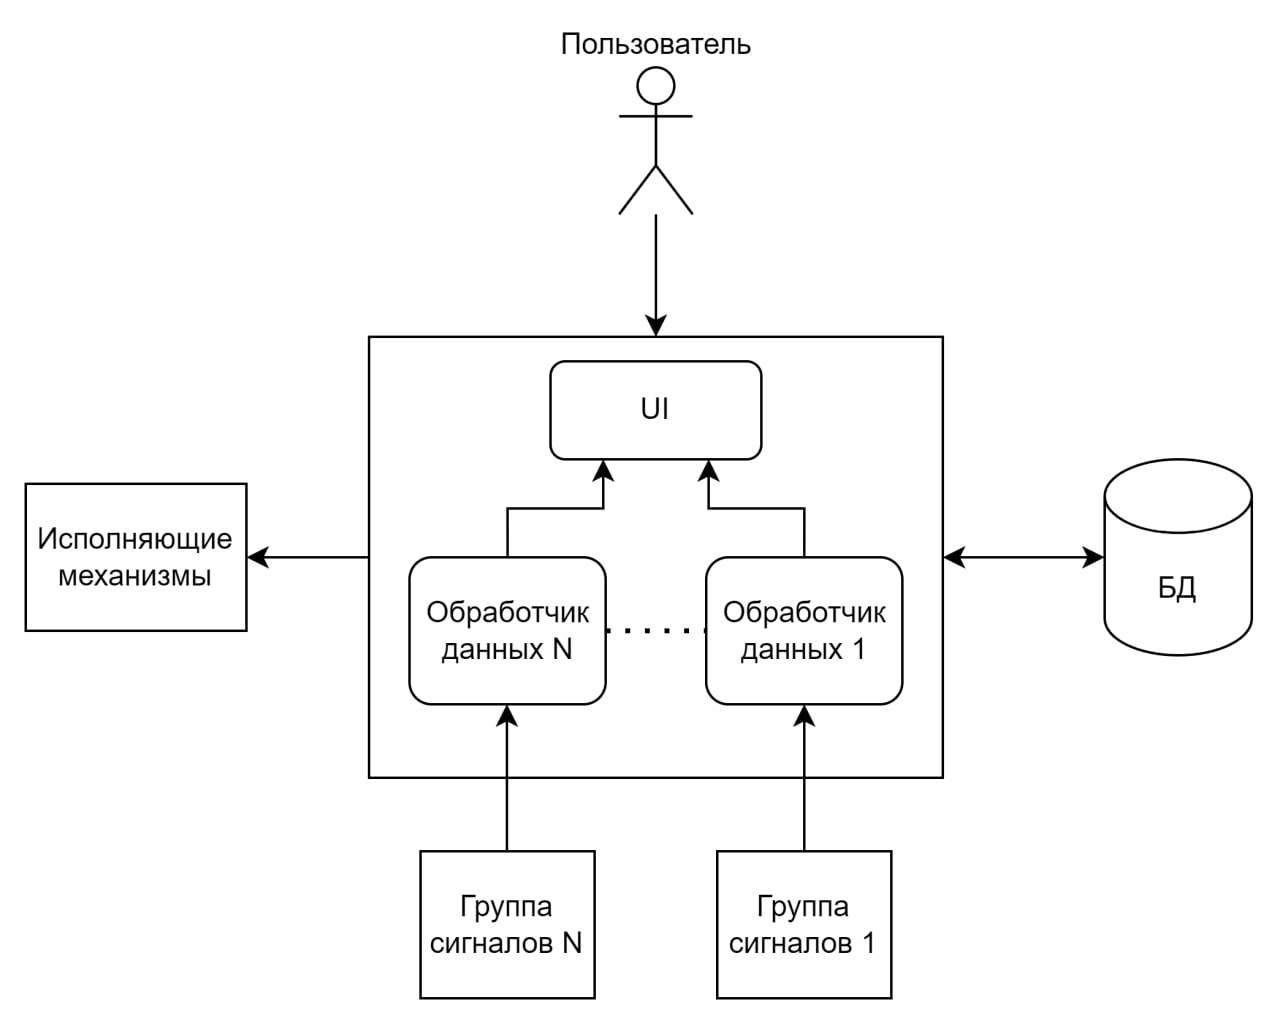 Пользователь
UI
Исполняющие
механизмы
Обработчик
данных N
Обработчик
данных 1
БД
Группа
сигналов N
Группа
сигналов 1